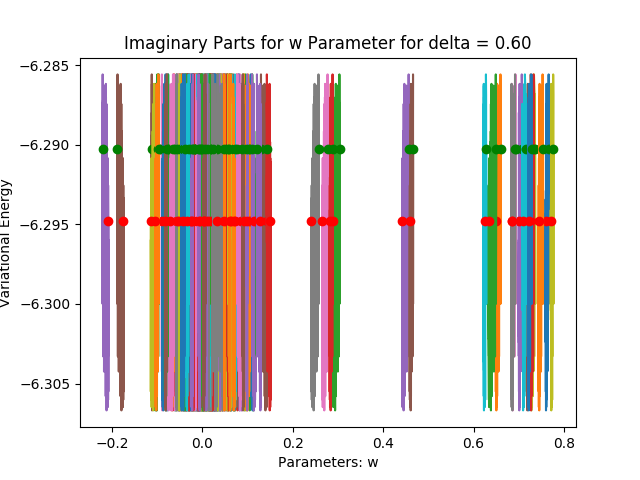 Imaginary Parts for w Parameter for delta = 0.60
−6.285
−6.290
−6.295
−6.300
−6.305
Variational Energy
−0.2 0.0 0.2 0.4 0.6 0.8
Parameters: w